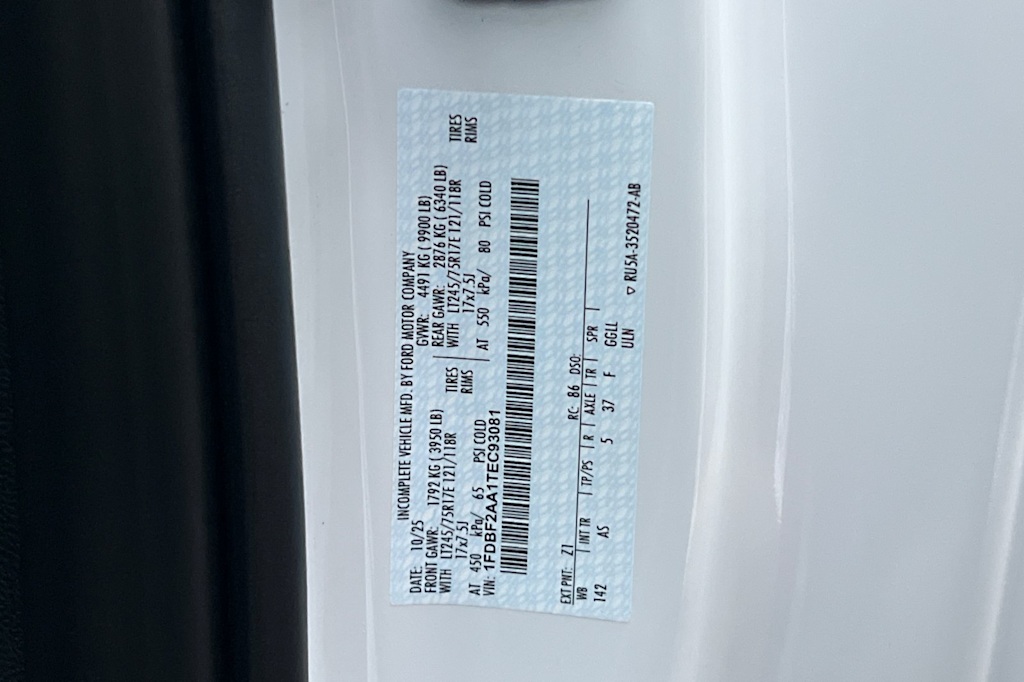 INCOMPLETE VEHICLE MFD. BY FORD MOTOR COMPANY
DATE: 10/25 GVWR: 4491 KG ( 9900 LB)
FRONT GAWR: 1792 KG ( 3950 LB) REAR GAWR: 2876 KG ( 6340 LB)
WITH LT245/75R17E 121/118R TIRES WITH LT245/75R17E 121/118R TIRES
17x7.5J RIMS 17x7.5J RIMS
AT 450 kPa/ 65 PSI COLD AT 550 kPa/ 80 PSI COLD
VIN: 1FDBF2AA1TEC93081
EXT PNT: Z1 RC: 86 DSO:
WB INT TR TP/PS R AXLE TR SPR
142 AS 5 37 F GGLL
ULN ▽ RU5A-3520472-AB